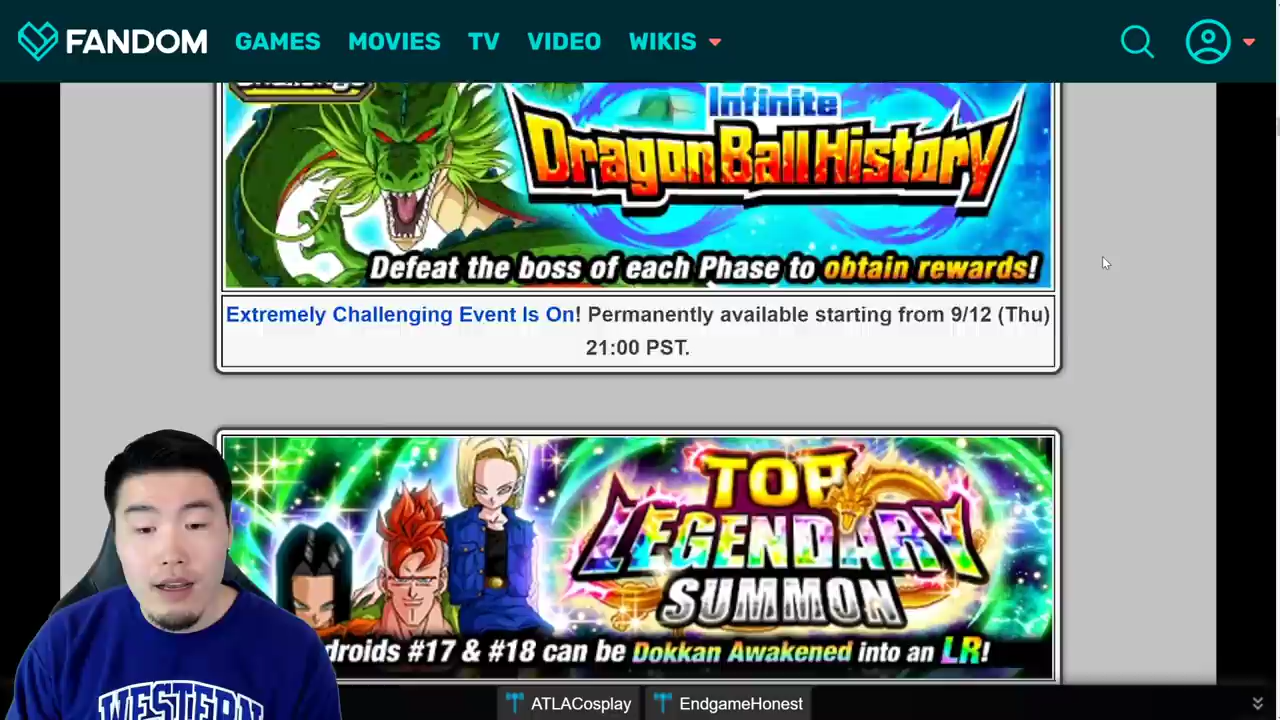 FANDOM GAMES MOVIES TV VIDEO WIKIS
Challenge
Infinite
Dragon Ball History
Defeat the boss of each Phase to obtain rewards!
Extremely Challenging Event Is On! Permanently available starting from 9/12 (Thu)
21:00 PST.
TOP
LEGENDARY
SUMMON
droids #17 & #18 can be Dokkan Awakened into an LR!
WESTERN
ATLACosplay EndgameHonest